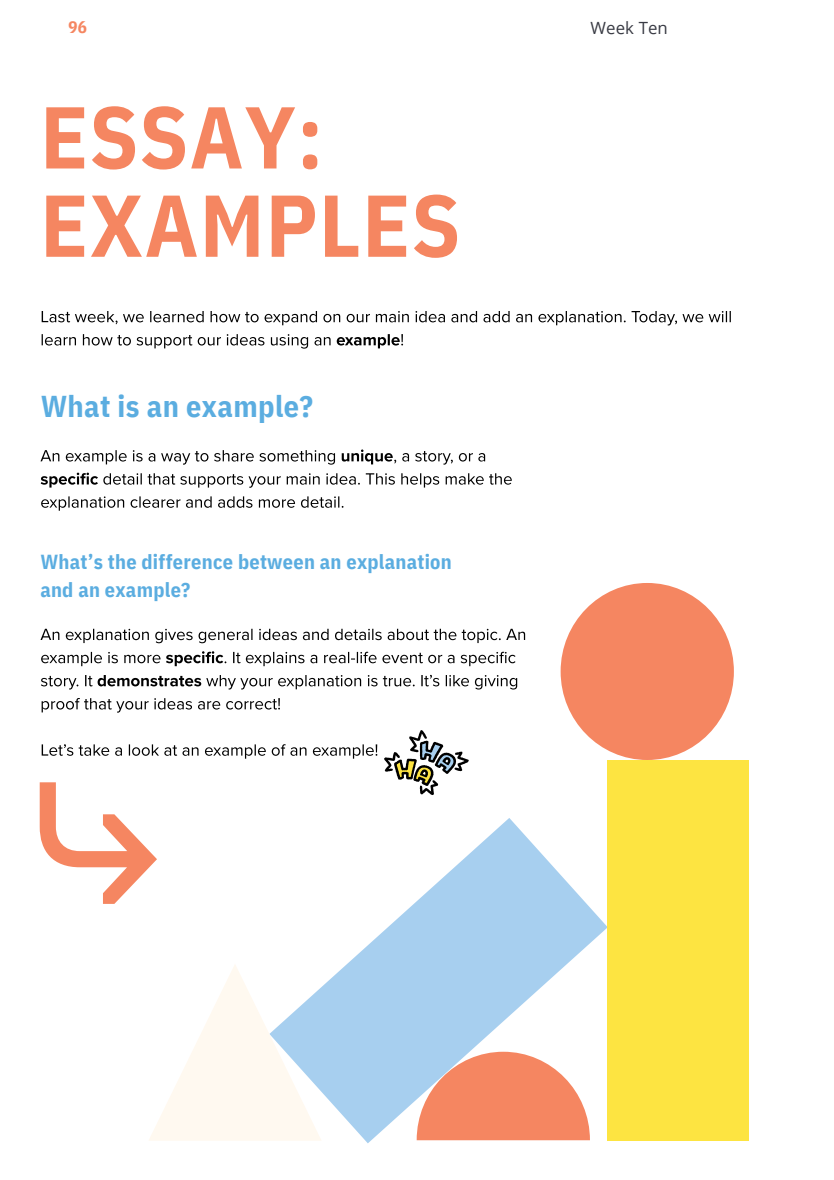 96
Week Ten
ESSAY:
EXAMPLES
Last week, we learned how to expand on our main idea and add an explanation. Today, we will
learn how to support our ideas using an example!
What is an example?
An example is a way to share something unique, a story, or a
specific detail that supports your main idea. This helps make the
explanation clearer and adds more detail.
What’s the difference between an explanation
and an example?
An explanation gives general ideas and details about the topic. An
example is more specific. It explains a real-life event or a specific
story. It demonstrates why your explanation is true. It’s like giving
proof that your ideas are correct!
Let’s take a look at an example of an example!
HA
HA